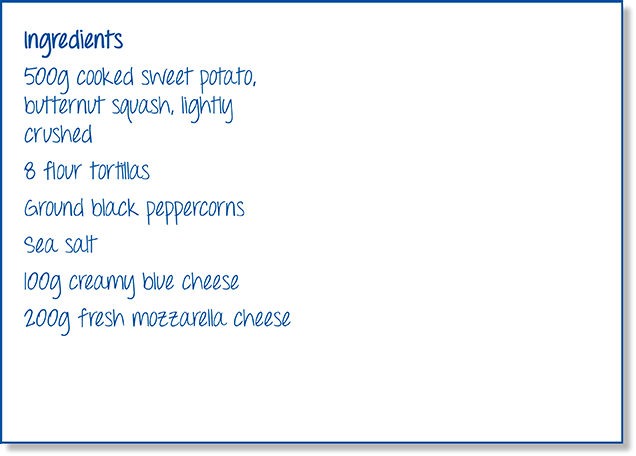 Ingredients
500g cooked sweet potato,
butternut squash, lightly
crushed
8 flour tortillas
Ground black peppercorns
Sea salt
100g creamy blue cheese
200g fresh mozzarella cheese